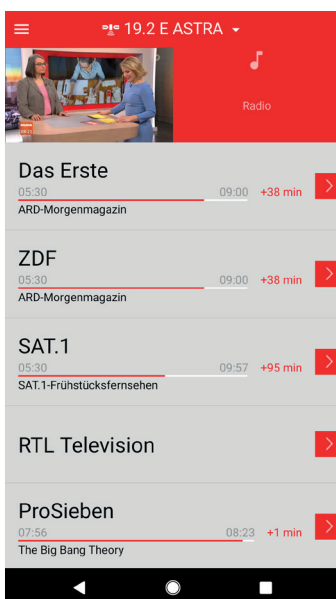 19.2 E ASTRA
Radio
Das Erste
05:30 09:00 +38 min
ARD-Morgenmagazin
ZDF
05:30 09:00 +38 min
ARD-Morgenmagazin
SAT.1
05:30 09:57 +95 min
SAT.1-Frühstücksfernsehen
RTL Television
ProSieben
07:56 08:23 +1 min
The Big Bang Theory